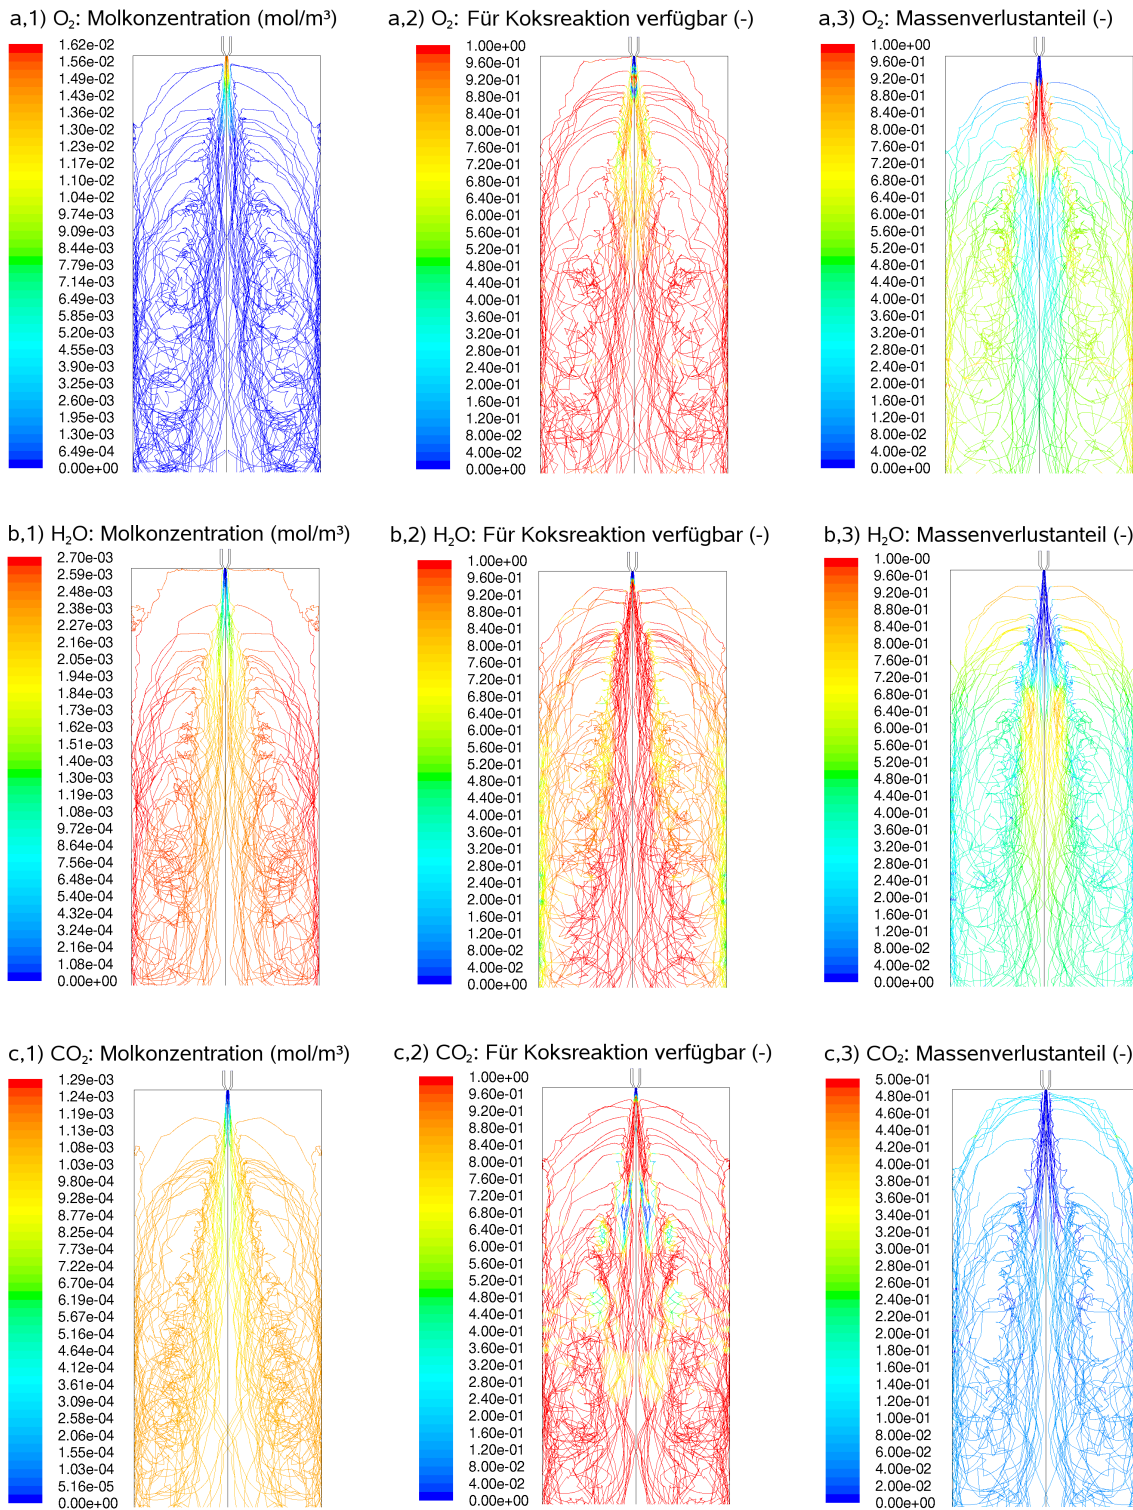 a,1) O₂: Molkonzentration (mol/m³)
1.62e-02
1.56e-02
1.49e-02
1.43e-02
1.36e-02
1.30e-02
1.23e-02
1.17e-02
1.10e-02
1.04e-02
9.74e-03
9.09e-03
8.44e-03
7.79e-03
7.14e-03
6.49e-03
5.85e-03
5.20e-03
4.55e-03
3.90e-03
3.25e-03
2.60e-03
1.95e-03
1.30e-03
6.49e-04
0.00e+00
a,2) O₂: Für Koksreaktion verfügbar (-)
1.00e+00
9.60e-01
9.20e-01
8.80e-01
8.40e-01
8.00e-01
7.60e-01
7.20e-01
6.80e-01
6.40e-01
6.00e-01
5.60e-01
5.20e-01
4.80e-01
4.40e-01
4.00e-01
3.60e-01
3.20e-01
2.80e-01
2.40e-01
2.00e-01
1.60e-01
1.20e-01
8.00e-02
4.00e-02
0.00e+00
a,3) O₂: Massenverlustanteil (-)
1.00e+00
9.60e-01
9.20e-01
8.80e-01
8.40e-01
8.00e-01
7.60e-01
7.20e-01
6.80e-01
6.40e-01
6.00e-01
5.60e-01
5.20e-01
4.80e-01
4.40e-01
4.00e-01
3.60e-01
3.20e-01
2.80e-01
2.40e-01
2.00e-01
1.60e-01
1.20e-01
8.00e-02
4.00e-02
0.00e+00
b,1) H₂O: Molkonzentration (mol/m³)
2.70e-03
2.59e-03
2.48e-03
2.38e-03
2.27e-03
2.16e-03
2.05e-03
1.94e-03
1.84e-03
1.73e-03
1.62e-03
1.51e-03
1.40e-03
1.30e-03
1.19e-03
1.08e-03
9.72e-04
8.64e-04
7.56e-04
6.48e-04
5.40e-04
4.32e-04
3.24e-04
2.16e-04
1.08e-04
0.00e+00
b,2) H₂O: Für Koksreaktion verfügbar (-)
1.00e+00
9.60e-01
9.20e-01
8.80e-01
8.40e-01
8.00e-01
7.60e-01
7.20e-01
6.80e-01
6.40e-01
6.00e-01
5.60e-01
5.20e-01
4.80e-01
4.40e-01
4.00e-01
3.60e-01
3.20e-01
2.80e-01
2.40e-01
2.00e-01
1.60e-01
1.20e-01
8.00e-02
4.00e-02
0.00e+00
b,3) H₂O: Massenverlustanteil (-)
1.00e-00
9.60e-01
9.20e-01
8.80e-01
8.40e-01
8.00e-01
7.60e-01
7.20e-01
6.80e-01
6.40e-01
6.00e-01
5.60e-01
5.20e-01
4.80e-01
4.40e-01
4.00e-01
3.60e-01
3.20e-01
2.80e-01
2.40e-01
2.00e-01
1.60e-01
1.20e-01
8.00e-02
4.00e-02
0.00e+00
c,1) CO₂: Molkonzentration (mol/m³)
1.29e-03
1.24e-03
1.19e-03
1.13e-03
1.08e-03
1.03e-03
9.80e-04
9.28e-04
8.77e-04
8.25e-04
7.73e-04
7.22e-04
6.70e-04
6.19e-04
5.67e-04
5.16e-04
4.64e-04
4.12e-04
3.61e-04
3.09e-04
2.58e-04
2.06e-04
1.55e-04
1.03e-04
5.16e-05
0.00e+00
c,2) CO₂: Für Koksreaktion verfügbar (-)
1.00e+00
9.60e-01
9.20e-01
8.80e-01
8.40e-01
8.00e-01
7.60e-01
7.20e-01
6.80e-01
6.40e-01
6.00e-01
5.60e-01
5.20e-01
4.80e-01
4.40e-01
4.00e-01
3.60e-01
3.20e-01
2.80e-01
2.40e-01
2.00e-01
1.60e-01
1.20e-01
8.00e-02
4.00e-02
0.00e+00
c,3) CO₂: Massenverlustanteil (-)
5.00e-01
4.80e-01
4.60e-01
4.40e-01
4.20e-01
4.00e-01
3.80e-01
3.60e-01
3.40e-01
3.20e-01
3.00e-01
2.80e-01
2.60e-01
2.40e-01
2.20e-01
2.00e-01
1.80e-01
1.60e-01
1.40e-01
1.20e-01
1.00e-01
8.00e-02
6.00e-02
4.00e-02
2.00e-02
0.00e+00